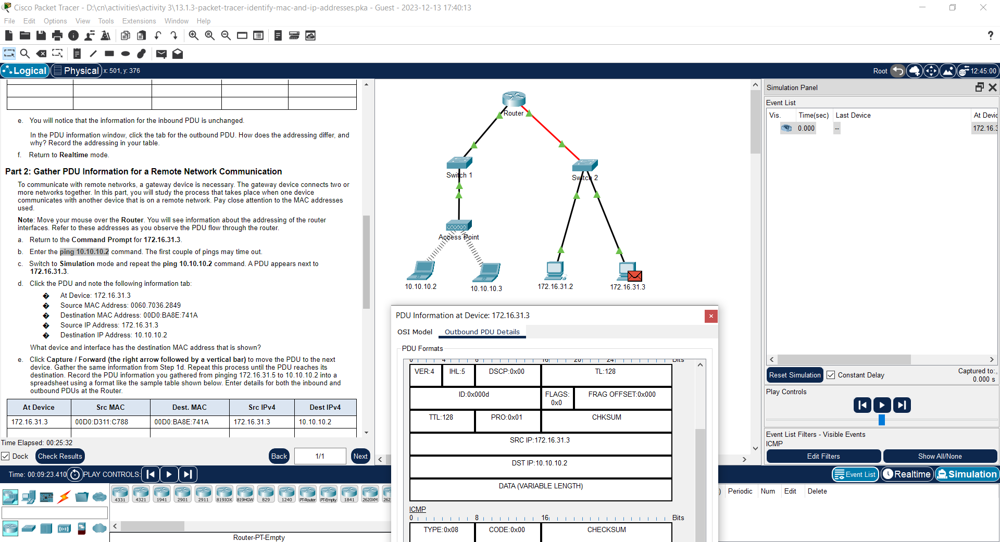 Cisco Packet Tracer - D:\cn\activities\activity 3\13.1.3-packet-tracer-identify-mac-and-ip-addresses.pka - Guest - 2023-12-13 17:40:13
File Edit Options View Tools Extensions Window Help
?
Logical Physical x: 501, y: 376
Root 12:45:00
e. You will notice that the information for the inbound PDU is unchanged.
In the PDU information window, click the tab for the outbound PDU. How does the addressing differ, and
why? Record the addressing in your table.
f. Return to Realtime mode.
Part 2: Gather PDU Information for a Remote Network Communication
To communicate with remote networks, a gateway device is necessary. The gateway device connects two or
more networks together. In this part, you will study the process that takes place when one device
communicates with another device that is on a remote network. Pay close attention to the MAC addresses
used.
Note: Move your mouse over the Router. You will see information about the addressing of the router
interfaces. Refer to these addresses as you observe the PDU flow through the router.
a. Return to the Command Prompt for 172.16.31.3.
b. Enter the ping 10.10.10.2 command. The first couple of pings may time out.
c. Switch to Simulation mode and repeat the ping 10.10.10.2 command. A PDU appears next to
172.16.31.3.
d. Click the PDU and note the following information tab:
� At Device: 172.16.31.3
� Source MAC Address: 0060.7036.2849
� Destination MAC Address: 00D0:BA8E:741A
� Source IP Address: 172.16.31.3
� Destination IP Address: 10.10.10.2
What device and interface has the destination MAC address that is shown?
e. Click Capture / Forward (the right arrow followed by a vertical bar) to move the PDU to the next
device. Gather the same information from Step 1d. Repeat this process until the PDU reaches its
destination. Record the PDU information you gathered from pinging 172.16.31.5 to 10.10.10.2 into a
spreadsheet using a format like the sample table shown below. Enter details for both the inbound and
outbound PDUs at the Router.
At Device Src MAC Dest. MAC Src IPv4 Dest IPv4
172.16.31.3 00D0:D311:C788 00D0:BA8E:741A 172.16.31.3 10.10.10.2
Time Elapsed: 00:25:32
Dock Check Results Back 1/1 Next
Router
Switch 1
Switch 2
Access Point
10.10.10.2
10.10.10.3
172.16.31.2
172.16.31.3
PDU Information at Device: 172.16.31.3
OSI Model Outbound PDU Details
PDU Formats
0 4 8 16 20 24 Bits
VER:4 IHL:5 DSCP:0x00 TL:128
ID:0x000d FLAGS: FRAG OFFSET:0x000
0x0
TTL:128 PRO:0x01 CHKSUM
SRC IP:172.16.31.3
DST IP:10.10.10.2
DATA (VARIABLE LENGTH)
ICMP
0 8 16 Bits
TYPE:0x08 CODE:0x00 CHECKSUM
Simulation Panel
Event List
Vis. Time(sec) Last Device At Devic
0.000 -- 172.16.3
Reset Simulation Constant Delay Captured to:
0.000 s
Play Controls
Event List Filters - Visible Events
ICMP
Edit Filters Show All/None
Time: 00:09:23.410 PLAY CONTROLS:
Event List Realtime Simulation
) Periodic Num Edit Delete
4331 4321 1941 2901 2911 819IOX 819HGW 829 1240 PT-Router PT-Empty 1841 2620XM 262
Router-PT-Empty